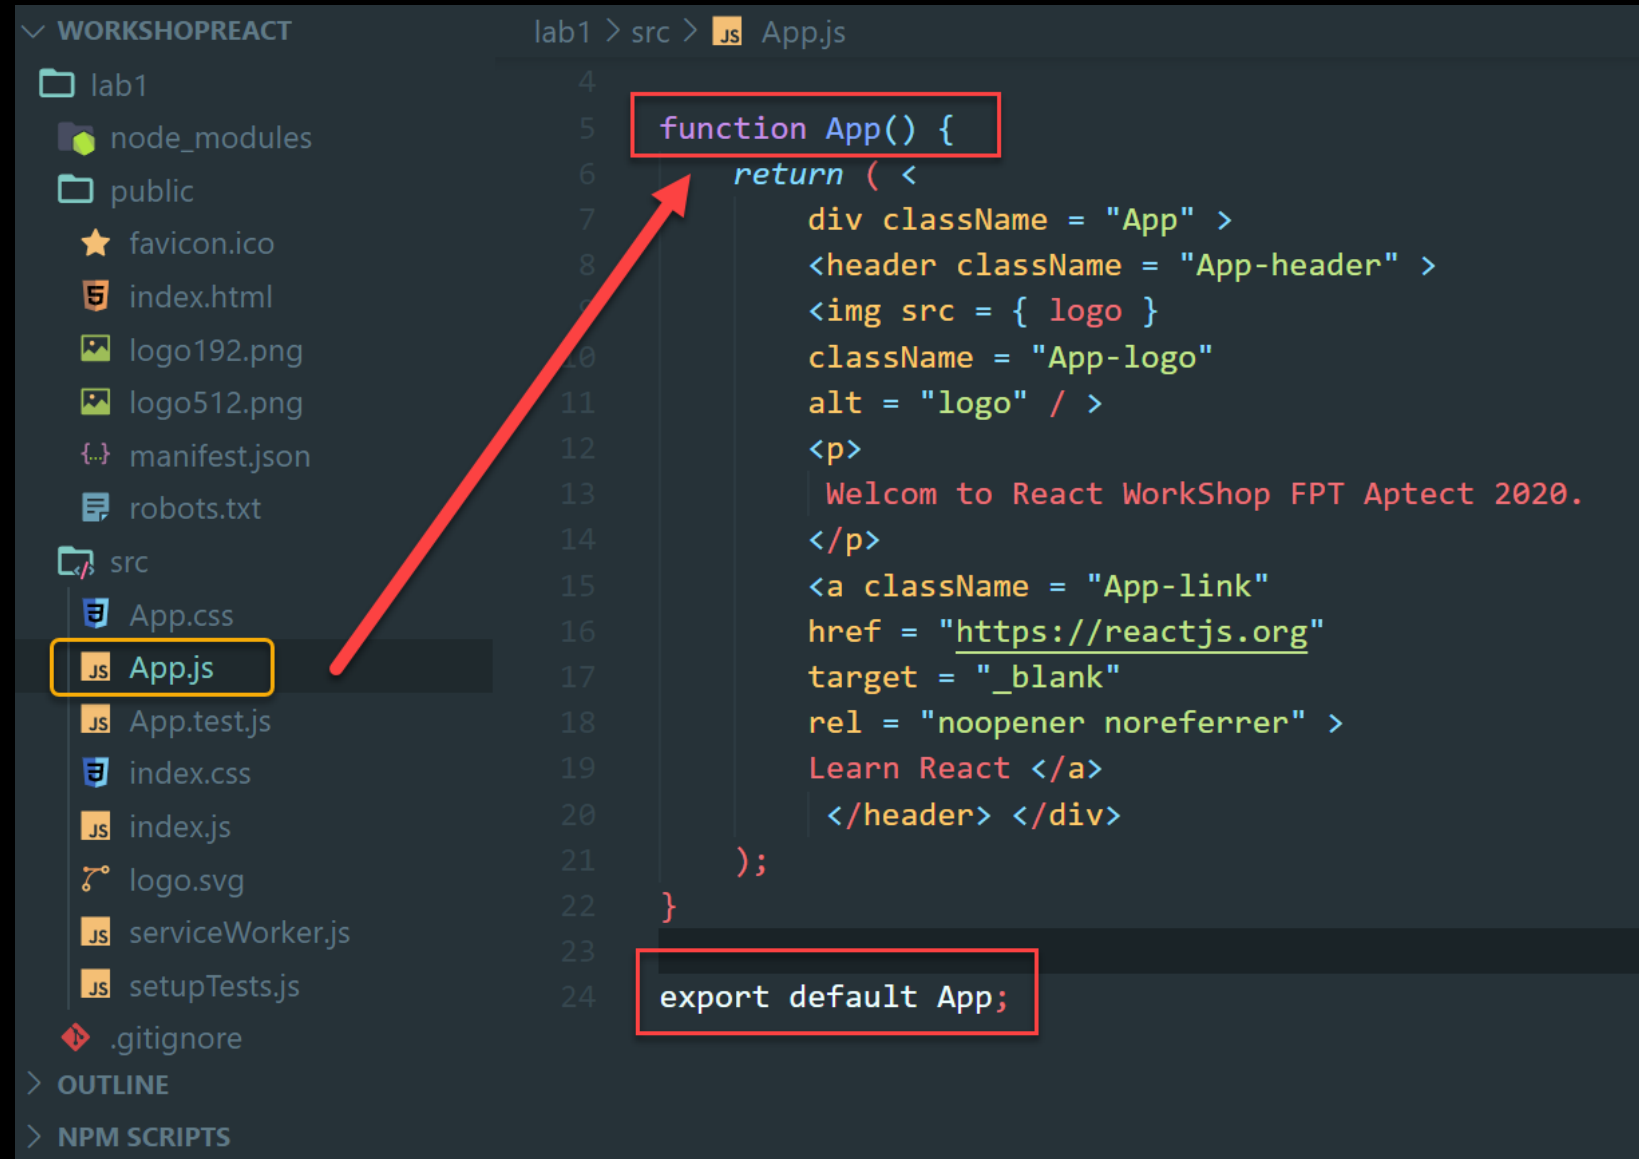 WORKSHOPREACT
lab1
node_modules
public
favicon.ico
index.html
logo192.png
logo512.png
manifest.json
robots.txt
src
App.css
App.js
App.test.js
index.css
index.js
logo.svg
serviceWorker.js
setupTests.js
.gitignore
OUTLINE
NPM SCRIPTS
lab1 > src > JS App.js
4
5 function App() {
6 return ( <
7 div className = "App" >
8 <header className = "App-header" >
9 <img src = { logo }
10 className = "App-logo"
11 alt = "logo" / >
12 <p>
13 Welcom to React WorkShop FPT Aptect 2020.
14 </p>
15 <a className = "App-link"
16 href = "https://reactjs.org"
17 target = "_blank"
18 rel = "noopener noreferrer" >
19 Learn React </a>
20 </header> </div>
21 );
22 }
23
24 export default App;